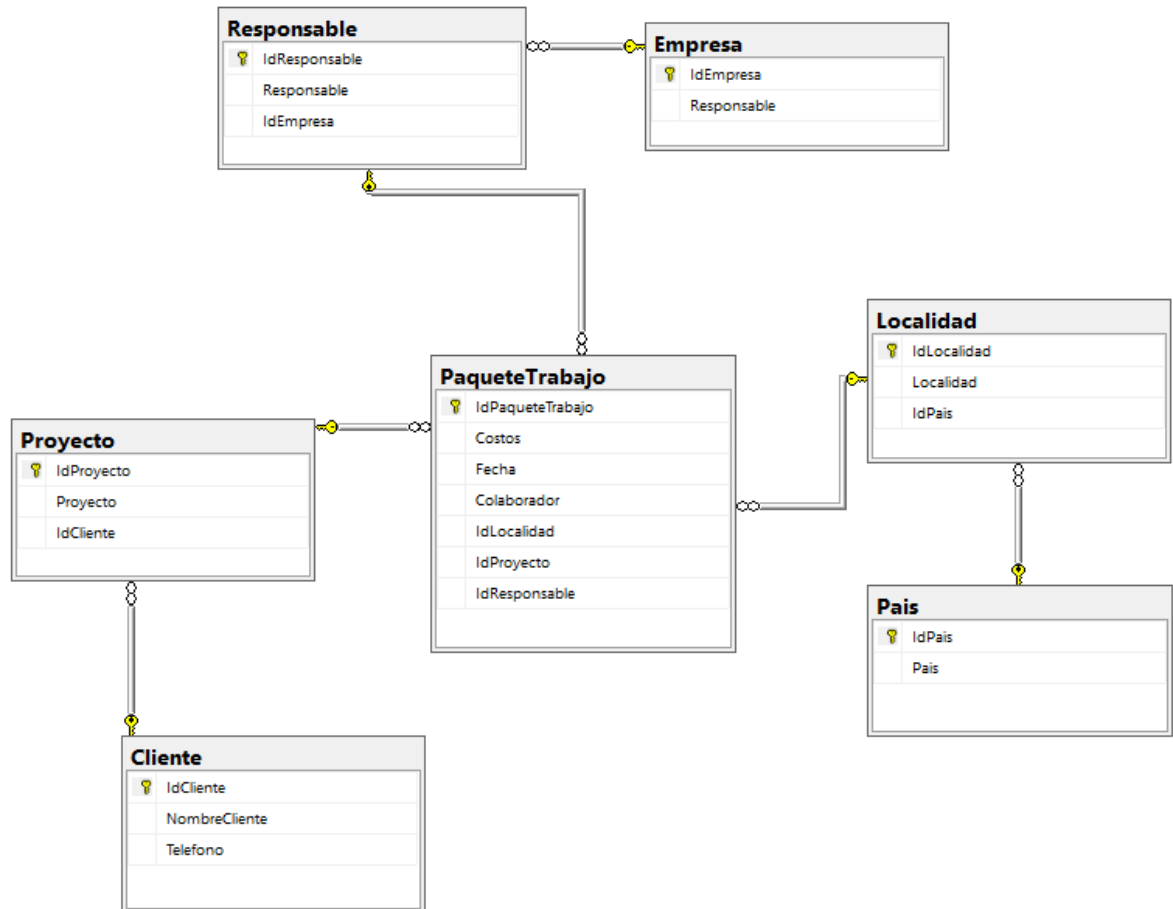 Responsable
IdResponsable
Responsable
IdEmpresa
Empresa
IdEmpresa
Responsable
Localidad
IdLocalidad
Localidad
IdPais
PaqueteTrabajo
IdPaqueteTrabajo
Costos
Fecha
Colaborador
IdLocalidad
IdProyecto
IdResponsable
Proyecto
IdProyecto
Proyecto
IdCliente
Pais
IdPais
Pais
Cliente
IdCliente
NombreCliente
Telefono